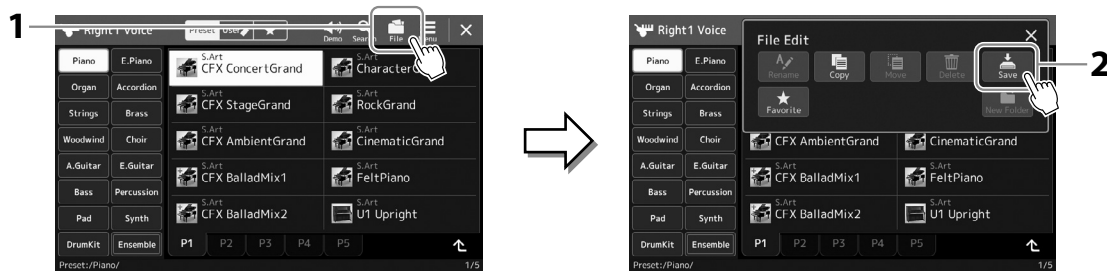 1
Right1 Voice
Preset User
Demo Search File Menu
Piano E.Piano
Organ Accordion
Strings Brass
Woodwind Choir
A.Guitar E.Guitar
Bass Percussion
Pad Synth
DrumKit Ensemble
S.Art
CFX ConcertGrand
S.Art
Character
S.Art
CFX StageGrand
S.Art
RockGrand
S.Art
CFX AmbientGrand
S.Art
CinematicGrand
S.Art
CFX BalladMix1
S.Art
FeltPiano
S.Art
CFX BalladMix2
S.Art
U1 Upright
P1 P2 P3 P4 P5
Preset:/Piano/ 1/5
2
Right1 Voice
File Edit
Rename Copy Move Delete Save
Favorite New Folder
Piano E.Piano
Organ Accordion
Strings Brass
Woodwind Choir
A.Guitar E.Guitar
Bass Percussion
Pad Synth
DrumKit Ensemble
CFX AmbientGrand
CinematicGrand
S.Art
CFX BalladMix1
S.Art
FeltPiano
S.Art
CFX BalladMix2
S.Art
U1 Upright
P1 P2 P3 P4 P5
Preset:/Piano/ 1/5